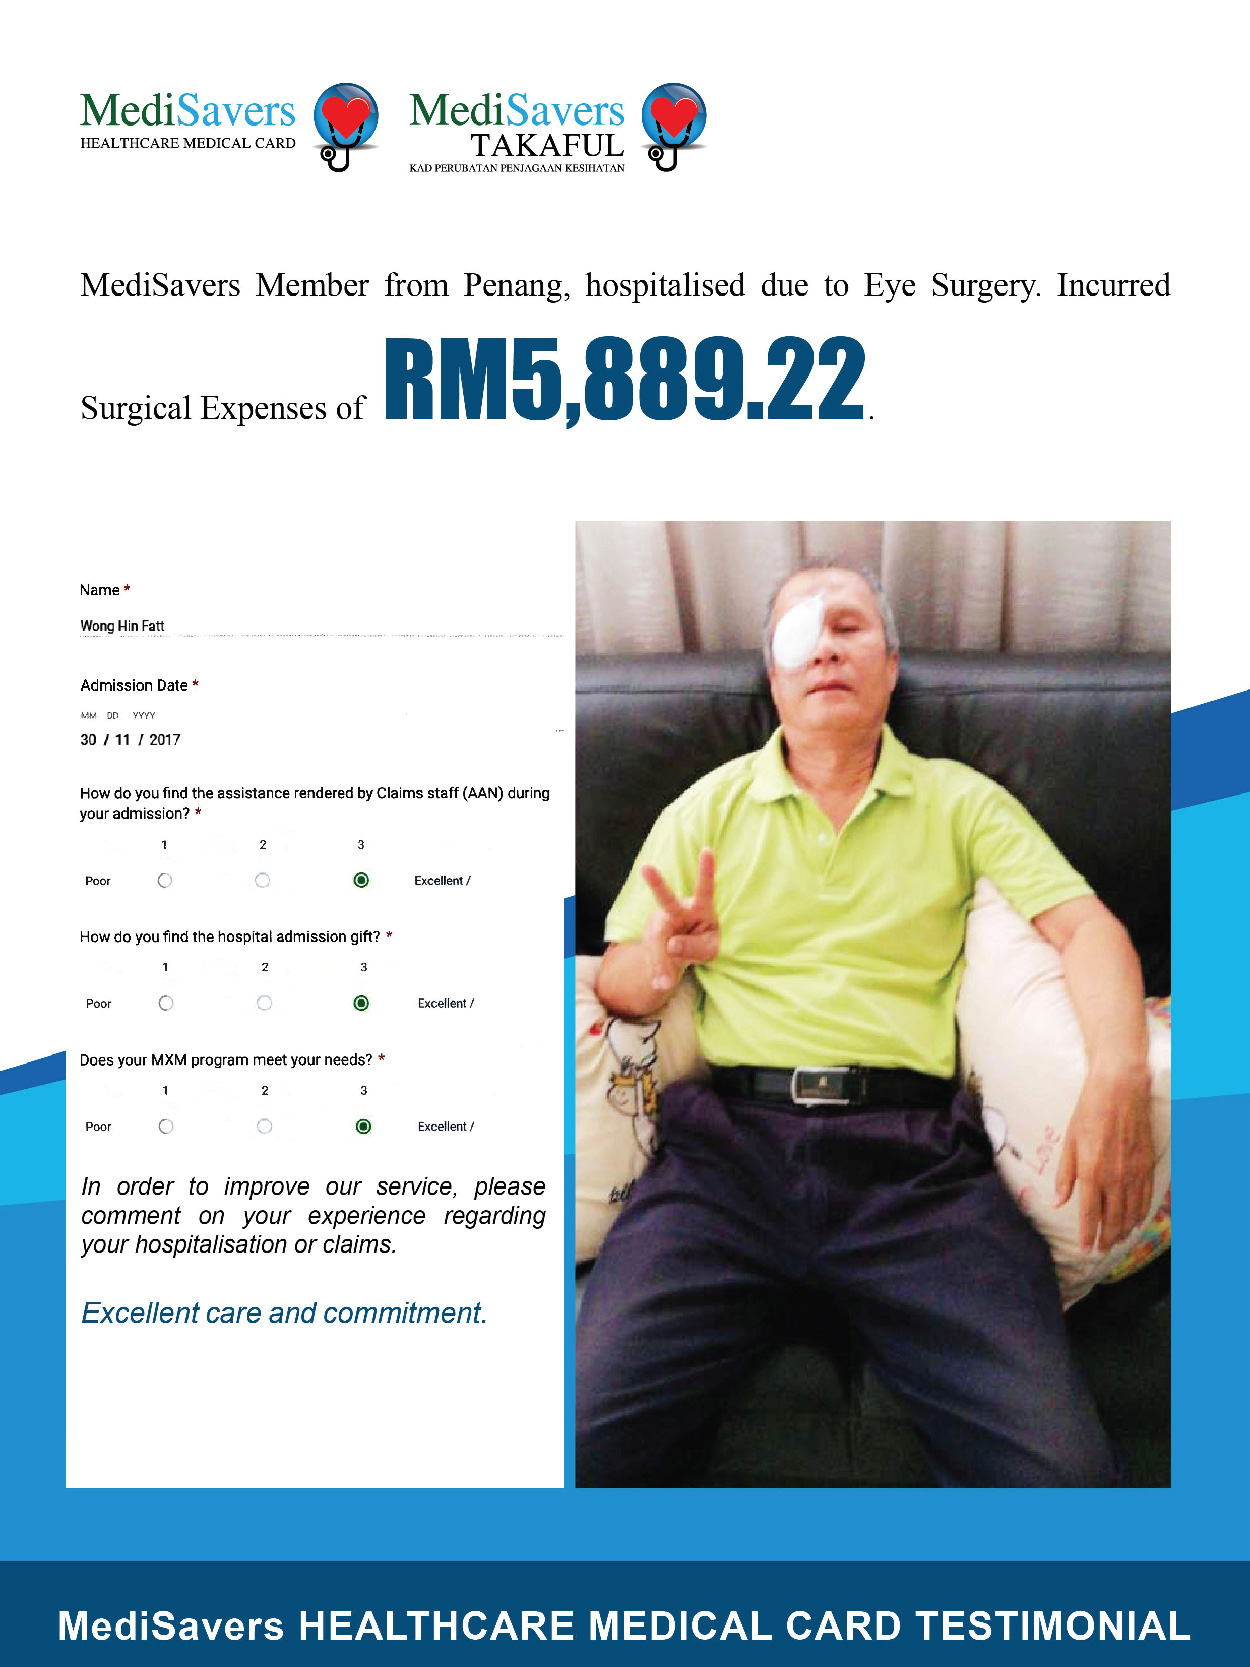 MediSavers
HEALTHCARE MEDICAL CARD
MediSavers
TAKAFUL
KAD PERUBATAN PENJAGAAN KESIHATAN
MediSavers Member from Penang, hospitalised due to Eye Surgery. Incurred
Surgical Expenses of RM5,889.22.
Name *
Wong Hin Fatt
Admission Date *
MM DD YYYY
30 / 11 / 2017
How do you find the assistance rendered by Claims staff (AAN) during
your admission? *
1 2 3
Poor Excellent /
How do you find the hospital admission gift? *
1 2 3
Poor Excellent /
Does your MXM program meet your needs? *
1 2 3
Poor Excellent /
In order to improve our service, please
comment on your experience regarding
your hospitalisation or claims.
Excellent care and commitment.
Love
MediSavers HEALTHCARE MEDICAL CARD TESTIMONIAL